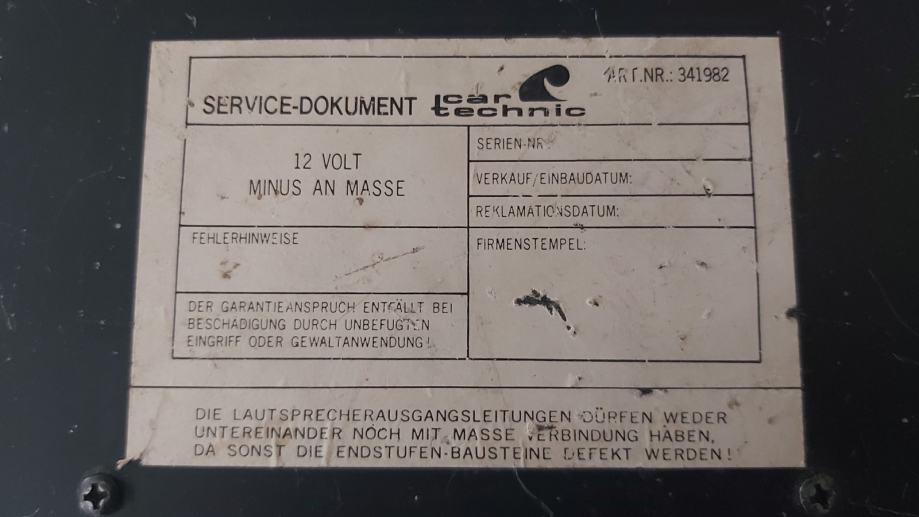 SERVICE-DOKUMENT car technic ART.NR.: 341982
12 VOLT
MINUS AN MASSE
SERIEN-NR
VERKAUF/EINBAUDATUM:
REKLAMATIONSDATUM:
FEHLERHINWEISE
FIRMENSTEMPEL:
DER GARANTIEANSPRUCH ENTFÄLLT BEI
BESCHÄDIGUNG DURCH UNBEFUGTEN
EINGRIFF ODER GEWALTANWENDUNG!
DIE LAUTSPRECHERAUSGANGSLEITUNGEN DÜRFEN WEDER
UNTEREINANDER NOCH MIT MASSE VERBINDUNG HABEN,
DA SONST DIE ENDSTUFEN-BAUSTEINE DEFEKT WERDEN!